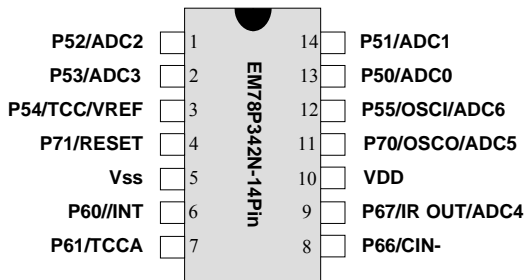 P52/ADC2 1 14 P51/ADC1
P53/ADC3 2 13 P50/ADC0
P54/TCC/VREF 3 12 P55/OSCI/ADC6
P71/RESET 4 11 P70/OSCO/ADC5
Vss 5 10 VDD
P60//INT 6 9 P67/IR OUT/ADC4
P61/TCCA 7 8 P66/CIN-
EM78P342N-14Pin